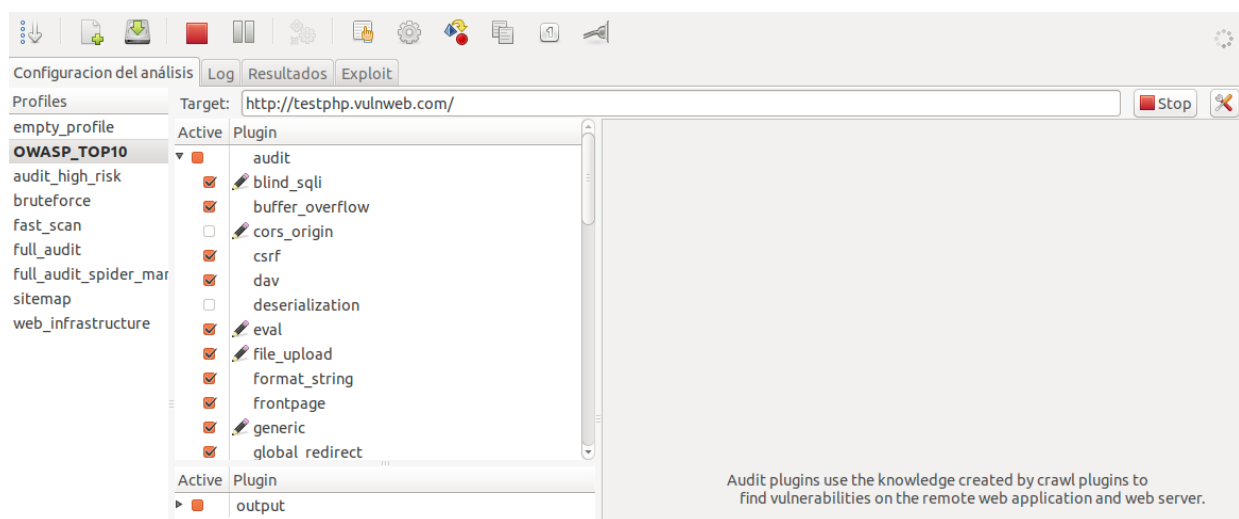 Configuracion del análisis Log Resultados Exploit
Profiles
empty_profile
OWASP_TOP10
audit_high_risk
bruteforce
fast_scan
full_audit
full_audit_spider_mar
sitemap
web_infrastructure
Target: http://testphp.vulnweb.com/ Stop
Active Plugin
audit
blind_sqli
buffer_overflow
cors_origin
csrf
dav
deserialization
eval
file_upload
format_string
frontpage
generic
global_redirect
Active Plugin
output
Audit plugins use the knowledge created by crawl plugins to
find vulnerabilities on the remote web application and web server.